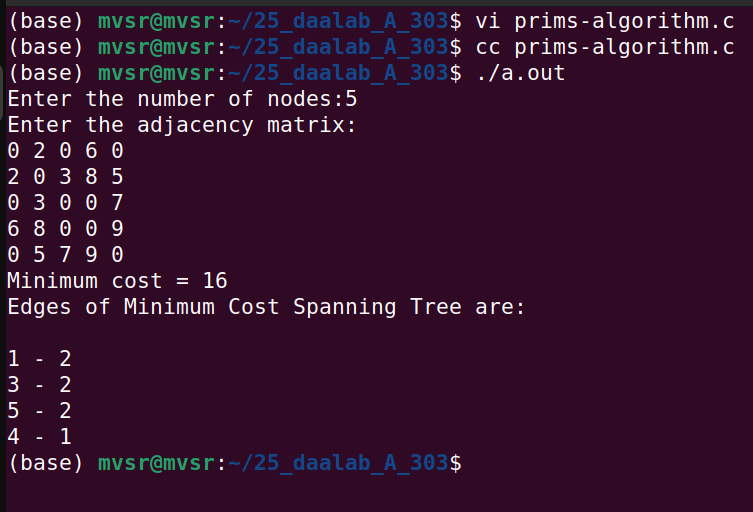 (base) mvsr@mvsr:~/25_daalab_A_303$ vi prims-algorithm.c
(base) mvsr@mvsr:~/25_daalab_A_303$ cc prims-algorithm.c
(base) mvsr@mvsr:~/25_daalab_A_303$ ./a.out
Enter the number of nodes:5
Enter the adjacency matrix:
0 2 0 6 0
2 0 3 8 5
0 3 0 0 7
6 8 0 0 9
0 5 7 9 0
Minimum cost = 16
Edges of Minimum Cost Spanning Tree are:
1 - 2
3 - 2
5 - 2
4 - 1
(base) mvsr@mvsr:~/25_daalab_A_303$